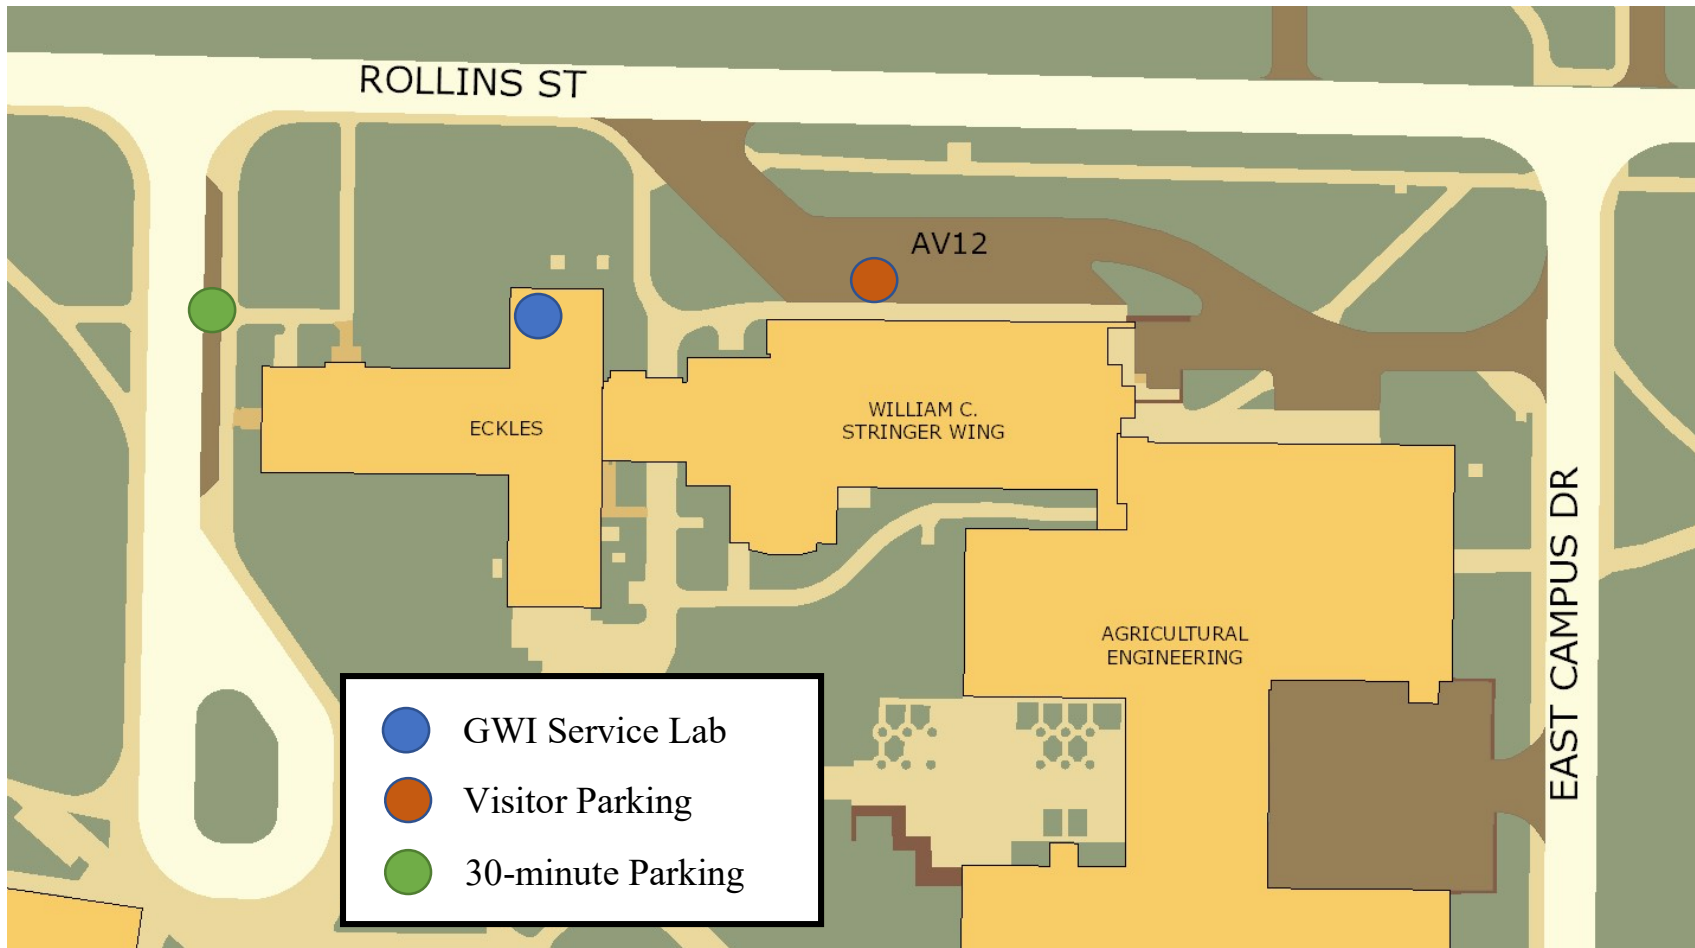 ROLLINS ST
AV12
ECKLES
WILLIAM C.
STRINGER WING
AGRICULTURAL
ENGINEERING
EAST CAMPUS DR
GWI Service Lab
Visitor Parking
30-minute Parking